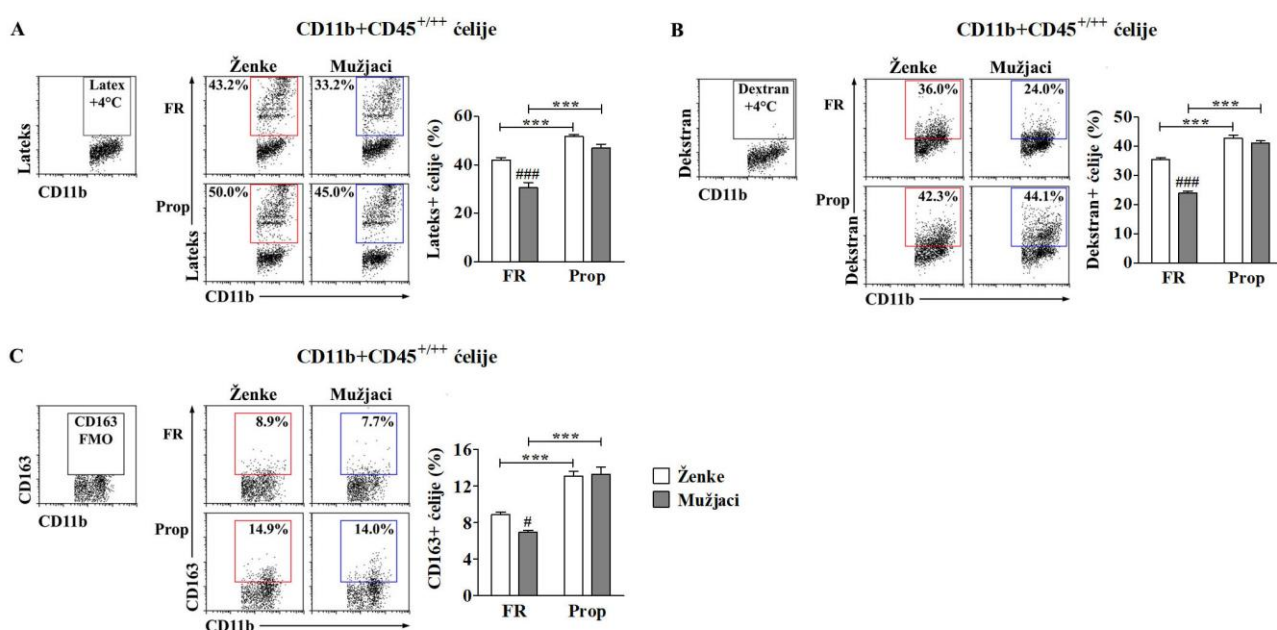 A
CD11b+CD45+/++ ćelije
Latex
+4°C
Lateks
CD11b
Ženke
Mužjaci
FR
43.2%
33.2%
Prop
50.0%
45.0%
Lateks
CD11b
Lateks+ ćelije (%)
60
40
20
0
***
***
###
FR
Prop
B
CD11b+CD45+/++ ćelije
Dextran
+4°C
Dekstran
CD11b
Ženke
Mužjaci
FR
36.0%
24.0%
Prop
42.3%
44.1%
Dekstran
CD11b
Dekstran+ ćelije (%)
50
40
30
20
10
0
***
***
###
FR
Prop
C
CD11b+CD45+/++ ćelije
CD163
FMO
CD163
CD11b
Ženke
Mužjaci
FR
8.9%
7.7%
Prop
14.9%
14.0%
CD163
CD11b
CD163+ ćelije (%)
16
12
8
4
0
***
***
#
FR
Prop
Ženke
Mužjaci